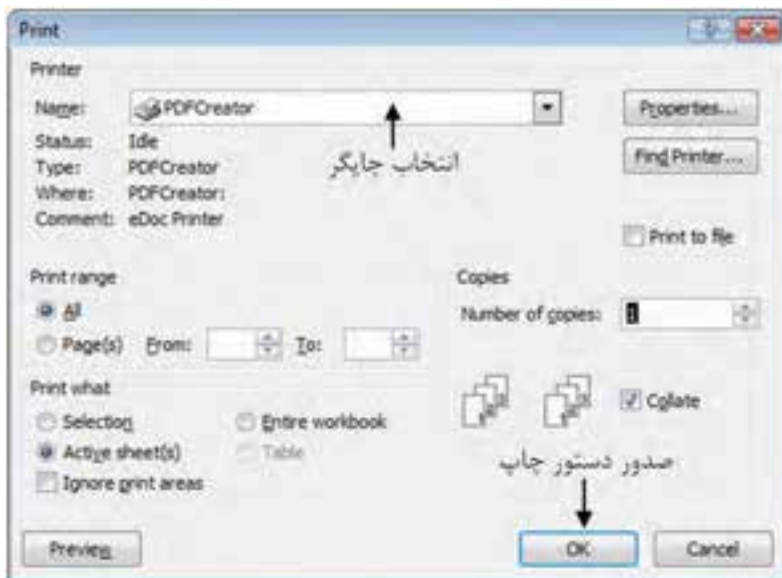 Print
Printer
Name: PDFCreator Properties...
Status: Idle
انتخاب چاپگر
Find Printer...
Type: PDFCreator
Where: PDFCreator:
Comment: eDoc Printer
Print to file
Print range Copies
All Number of copies: 1
Page(s) From: To:
Print what
Selection Entire workbook Collate
Active sheet(s) Table
صدور دستور چاپ
Ignore print areas
Preview OK Cancel